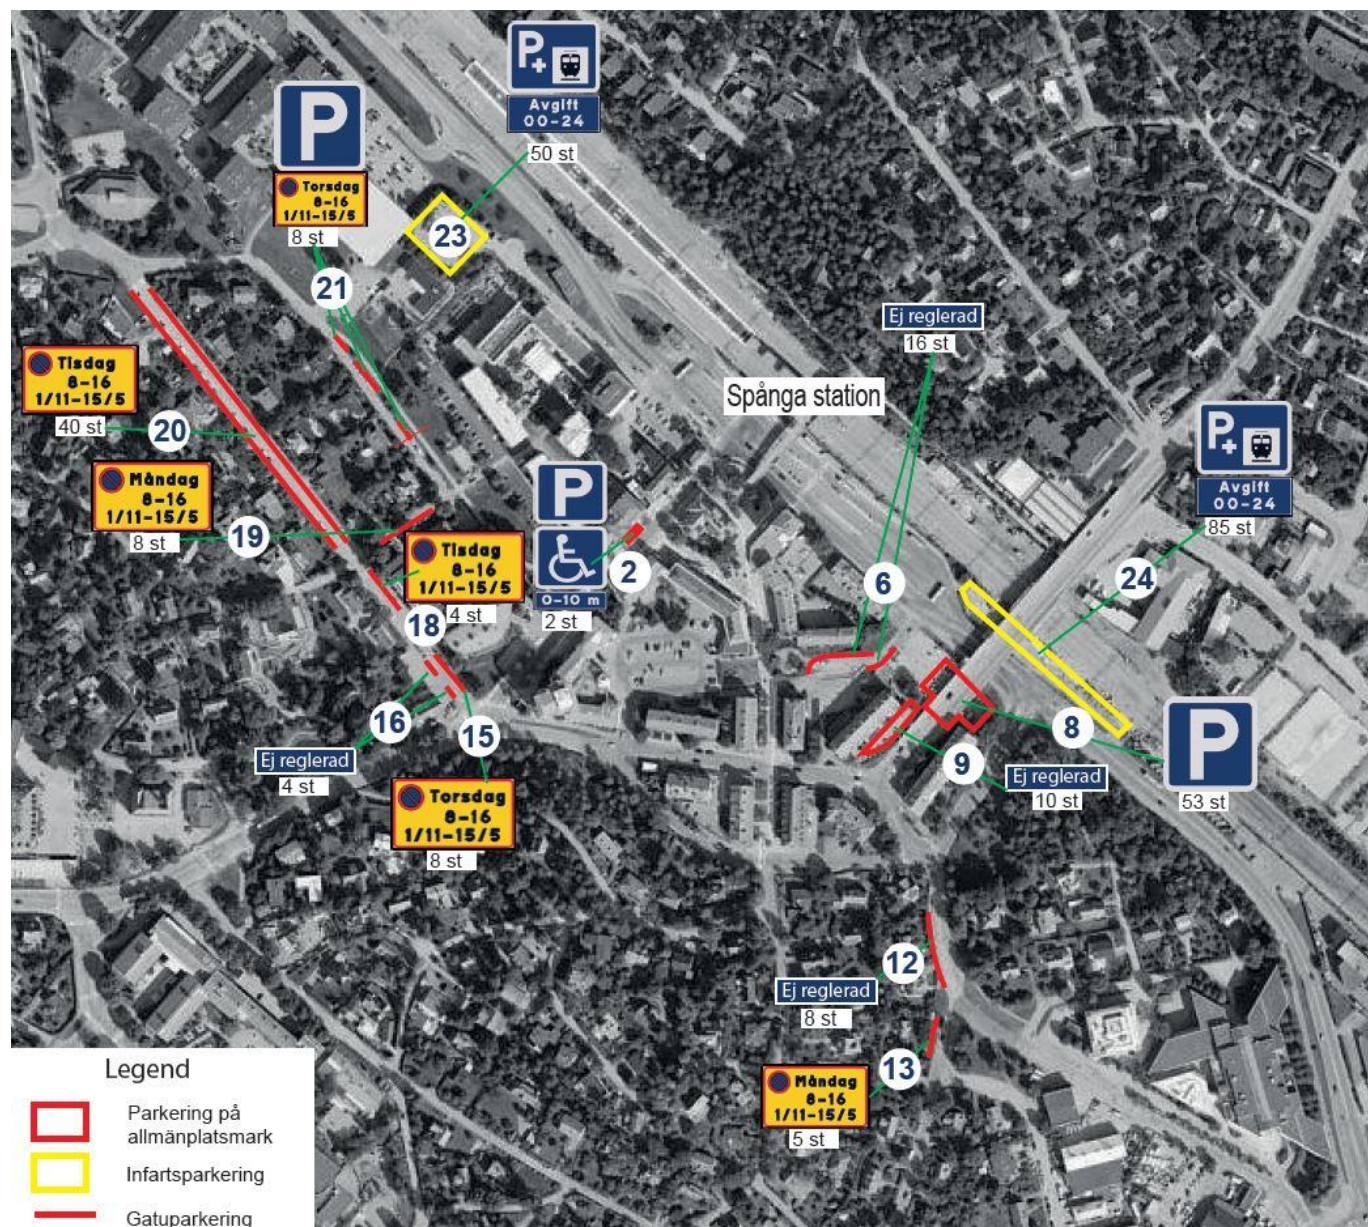 P+
Avgift
00-24
50 st
P
Torsdag
8-16
1/11-15/5
8 st
23
21
Ej reglerad
16 st
Tisdag
8-16
1/11-15/5
40 st
20
Spånga station
P+
Avgift
00-24
85 st
Måndag
8-16
1/11-15/5
8 st
19
P
0-10 m
2 st
2
Tisdag
8-16
1/11-15/5
4 st
18
6
24
16
15
Ej reglerad
4 st
Torsdag
8-16
1/11-15/5
8 st
8
9
Ej reglerad
10 st
P
53 st
12
Ej reglerad
8 st
13
Måndag
8-16
1/11-15/5
5 st
Legend
Parkering på
allmänplatsmark
Infartsparkering
Gatuparkering